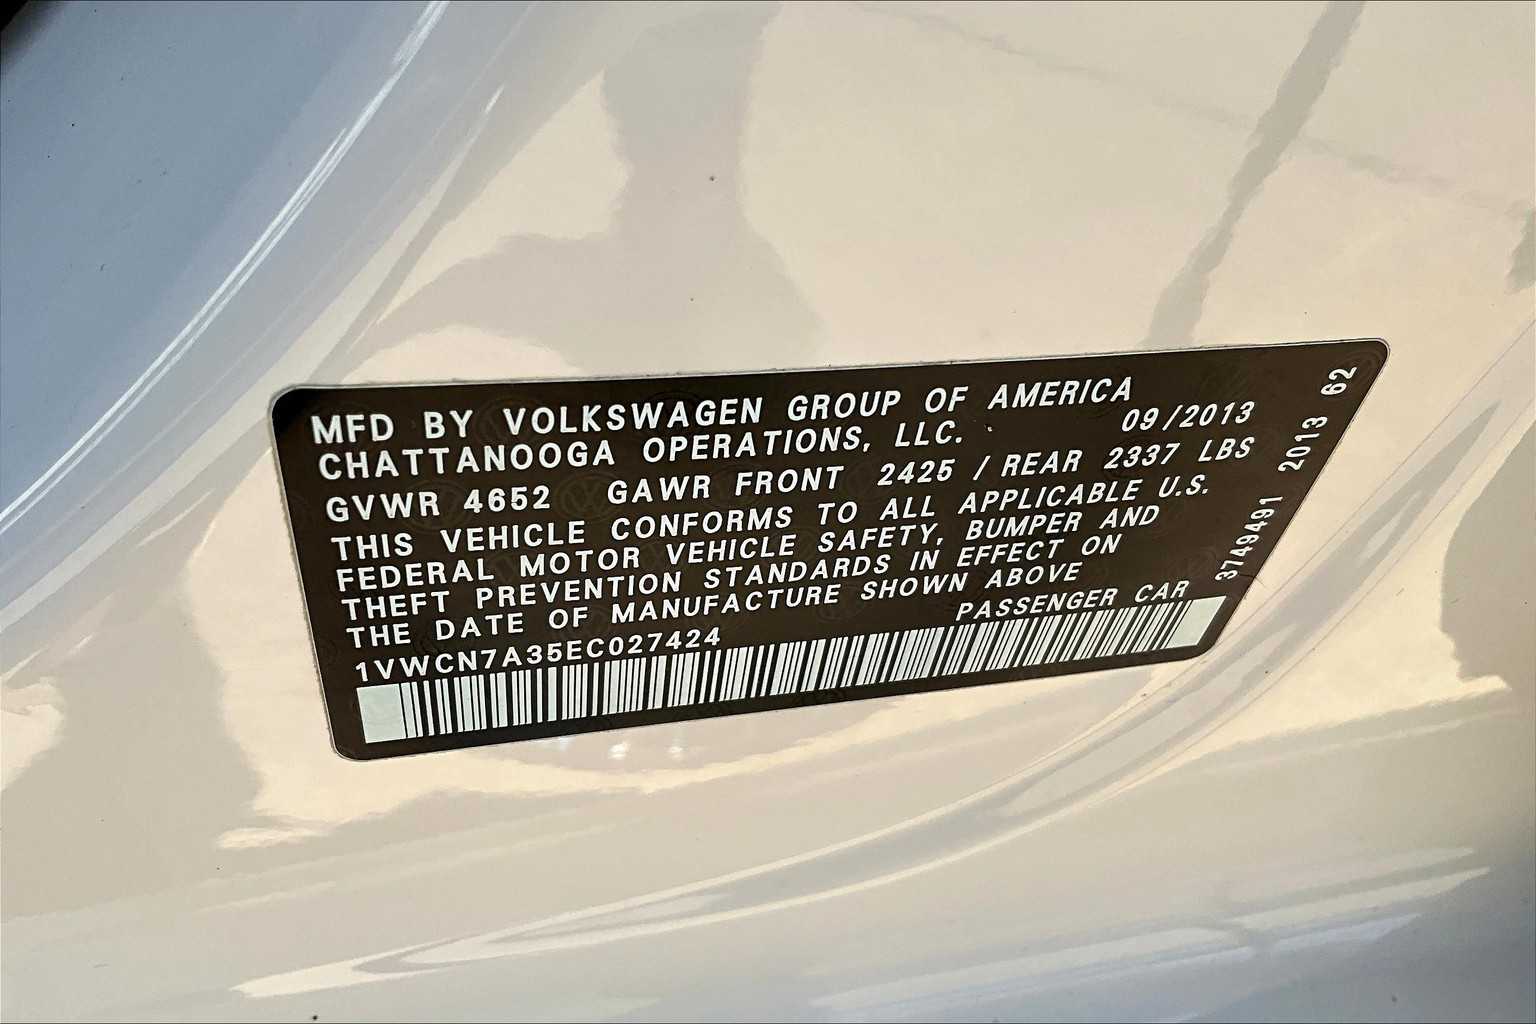 MFD BY VOLKSWAGEN GROUP OF AMERICA
CHATTANOOGA OPERATIONS, LLC. 09/2013
GVWR 4652 GAWR FRONT 2425 / REAR 2337 LBS
THIS VEHICLE CONFORMS TO ALL APPLICABLE U.S.
FEDERAL MOTOR VEHICLE SAFETY, BUMPER AND
THEFT PREVENTION STANDARDS IN EFFECT ON
THE DATE OF MANUFACTURE SHOWN ABOVE
1VWCN7A35EC027424 PASSENGER CAR
3749491 2013 62